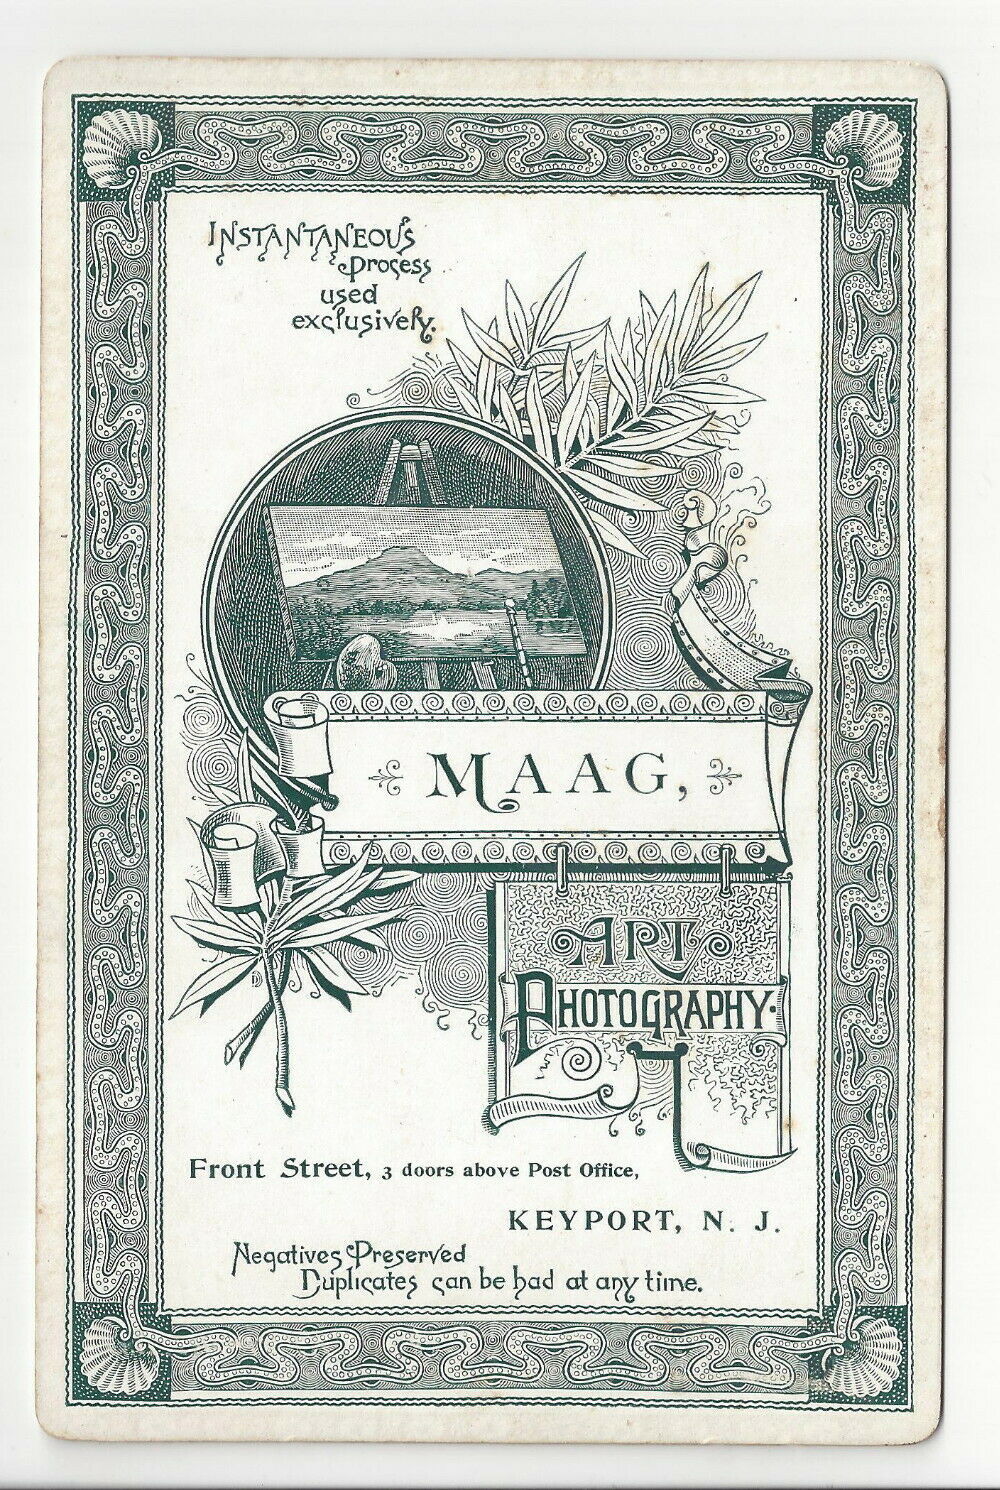 INSTANTANEOUS
Process
used
exclusively.
MAAG,
ART
PHOTOGRAPHY.
Front Street, 3 doors above Post Office,
KEYPORT, N. J.
Negatives Preserved
Duplicates can be had at any time.